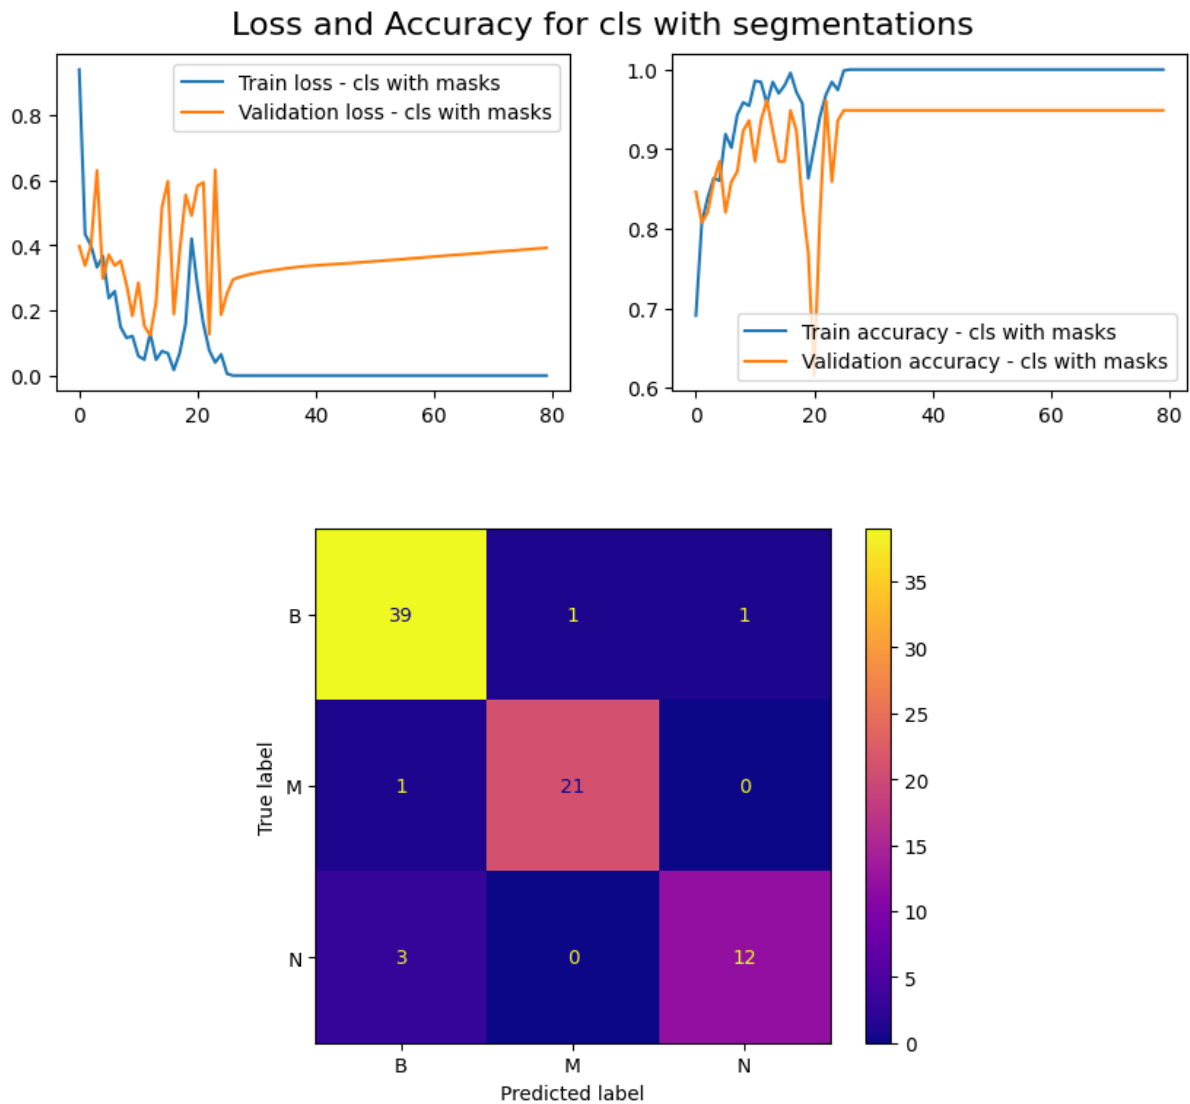 Loss and Accuracy for cls with segmentations
Train loss - cls with masks
Validation loss - cls with masks
0.8
0.6
0.4
0.2
0.0
0 20 40 60 80
1.0
0.9
0.8
0.7
0.6
Train accuracy - cls with masks
Validation accuracy - cls with masks
0 20 40 60 80
True label
B
M
N
39 1 1
1 21 0
3 0 12
B M N
Predicted label
35
30
25
20
15
10
5
0